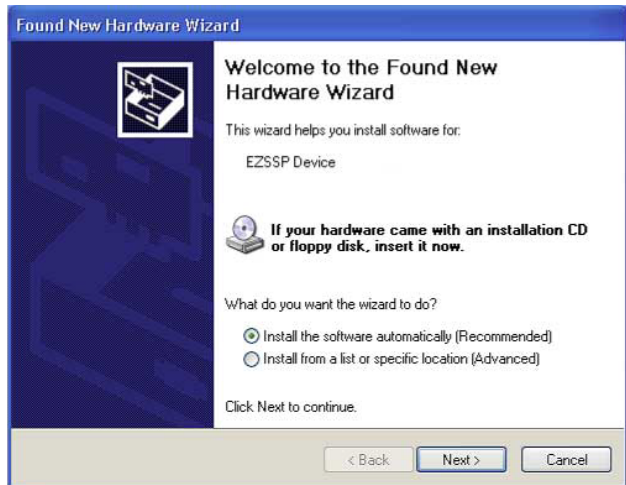 Found New Hardware Wizard
Welcome to the Found New
Hardware Wizard
This wizard helps you install software for:
EZSSP Device
If your hardware came with an installation CD
or floppy disk, insert it now.
What do you want the wizard to do?
Install the software automatically (Recommended)
Install from a list or specific location (Advanced)
Click Next to continue.
< Back Next > Cancel